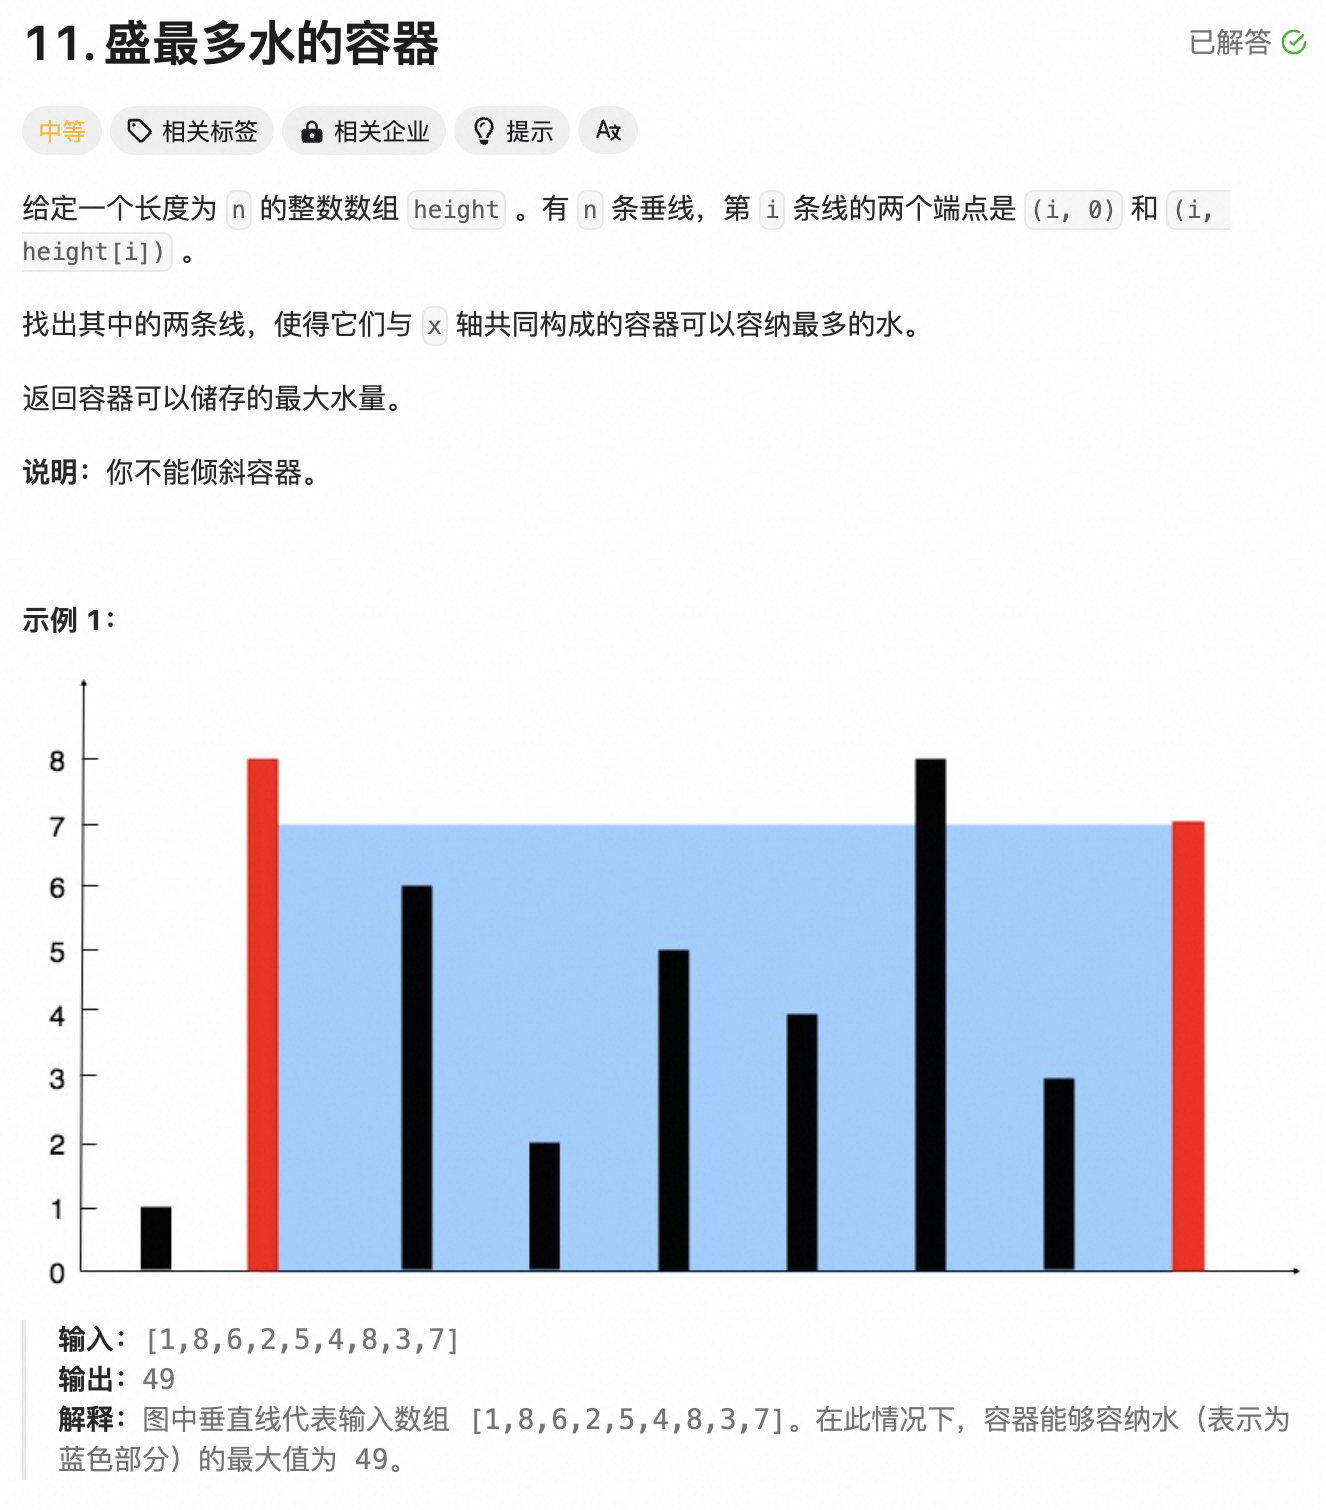 11. 盛最多水的容器
已解答
中等 相关标签 相关企业 提示
给定一个长度为 n 的整数数组 height 。有 n 条垂线，第 i 条线的两个端点是 (i, 0) 和 (i,
height[i]) 。
找出其中的两条线，使得它们与 x 轴共同构成的容器可以容纳最多的水。
返回容器可以储存的最大水量。
说明：你不能倾斜容器。
示例 1：
8
7
6
5
4
3
2
1
0
输入：[1,8,6,2,5,4,8,3,7]
输出：49
解释：图中垂直线代表输入数组 [1,8,6,2,5,4,8,3,7]。在此情况下，容器能够容纳水（表示为
蓝色部分）的最大值为 49。